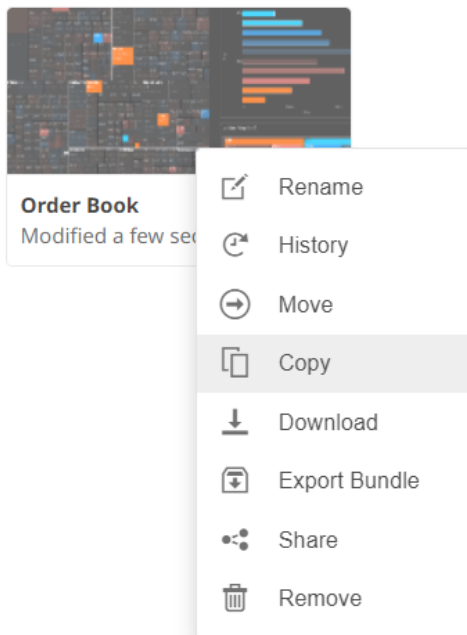 Order Book
Modified a few sec
Rename
History
Move
Copy
Download
Export Bundle
Share
Remove